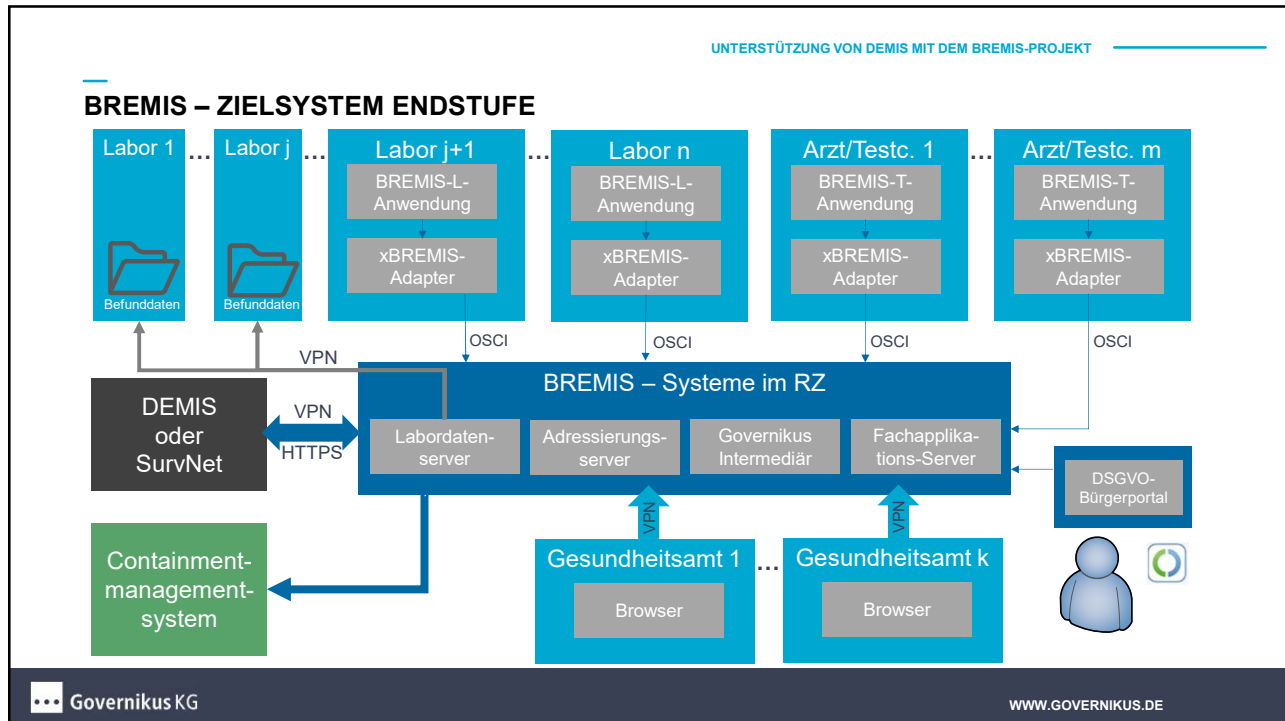 UNTERSTÜTZUNG VON DEMIS MIT DEM BREMIS-PROJEKT
BREMIS – ZIELSYSTEM ENDSTUFE
Labor 1
...
Labor j
...
Labor j+1
...
Labor n
Arzt/Testc. 1
...
Arzt/Testc. m
BREMIS-L-
Anwendung
BREMIS-L-
Anwendung
BREMIS-T-
Anwendung
BREMIS-T-
Anwendung
xBREMIS-
Adapter
xBREMIS-
Adapter
xBREMIS-
Adapter
xBREMIS-
Adapter
Befunddaten
Befunddaten
OSCI
OSCI
OSCI
OSCI
VPN
BREMIS – Systeme im RZ
DEMIS
oder
SurvNet
VPN
HTTPS
Labordaten-
server
Adressierungs-
server
Governikus
Intermediär
Fachapplika-
tions-Server
DSGVO-
Bürgerportal
VPN
VPN
Containment-
management-
system
Gesundheitsamt 1
...
Gesundheitsamt k
Browser
Browser
Governikus KG
WWW.GOVERNIKUS.DE